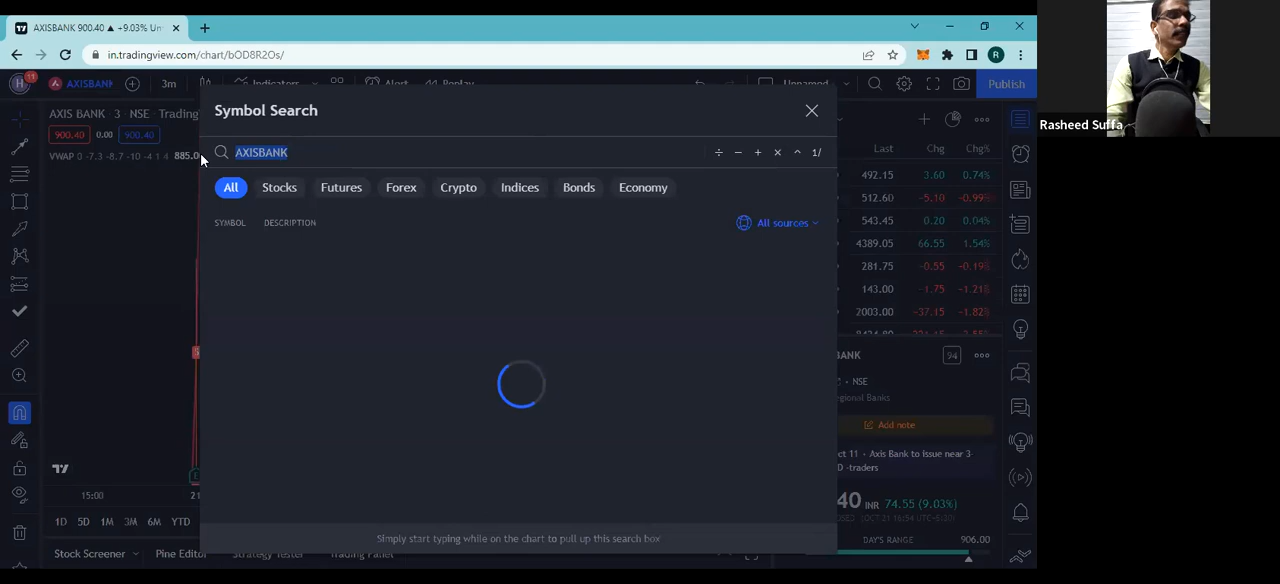 AXISBANK 900.40 ▲ +9.03% Un
in.tradingview.com/chart/bOD8R2Os/
R
H 11 AXISBANK 3m Indicators Alert Replay Unnamed Publish
AXIS BANK · 3 · NSE · Trading
900.40 0.00 900.40
VWAP 0 -7.3 -8.7 -10 -4 1 4 885.0
Symbol Search
AXISBANK ÷ − + × ^ 1/
All Stocks Futures Forex Crypto Indices Bonds Economy
SYMBOL DESCRIPTION All sources
Simply start typing while on the chart to pull up this search box
15:00 21
1D 5D 1M 3M 6M YTD
Stock Screener Pine Editor Strategy Tester Trading Panel
Last Chg Chg%
492.15 3.60 0.74%
512.60 -5.10 -0.99%
543.45 0.20 0.04%
4389.05 66.55 1.54%
281.75 -0.55 -0.19%
143.00 -1.75 -1.21%
2003.00 -37.15 -1.82%
BANK 94
· NSE
egional Banks
Add note
ct 11 · Axis Bank to issue near 3-
D -traders
40 INR 74.55 (9.03%)
DAY'S RANGE 906.00
Rasheed Suffa